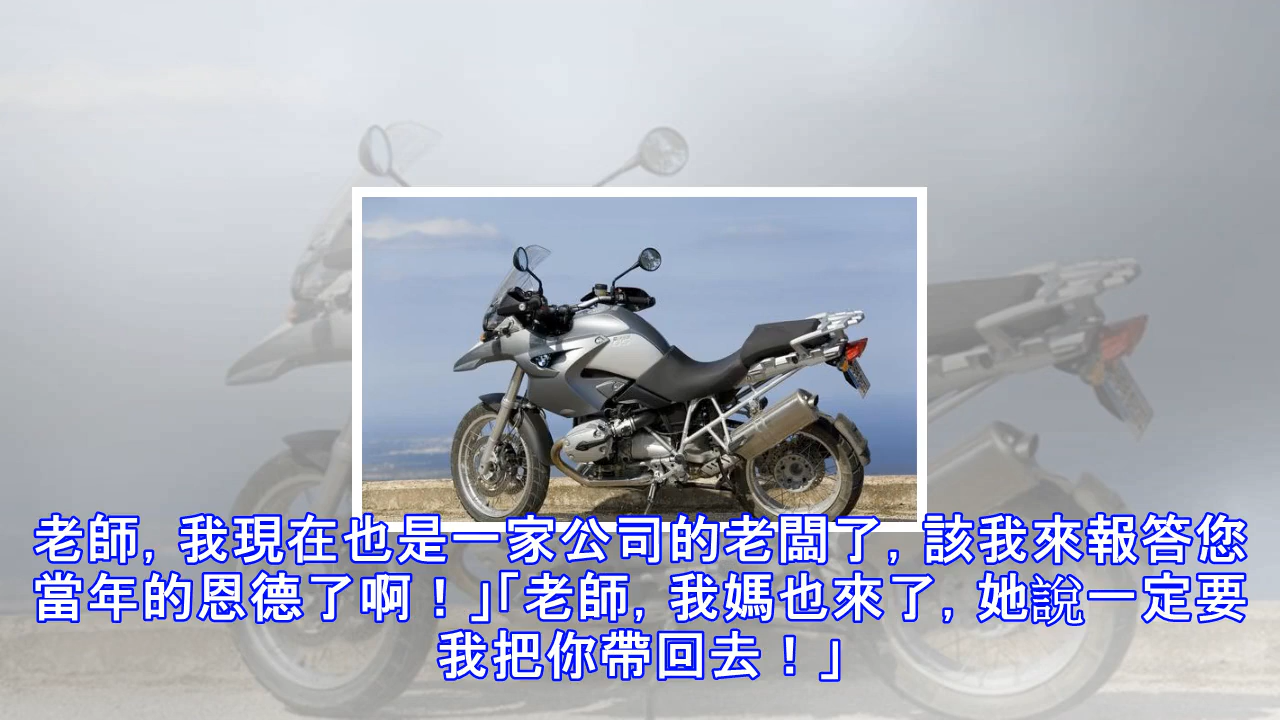 老師, 我現在也是一家公司的老闆了, 該我來報答您
當年的恩德了啊！」「老師, 我媽也來了, 她說一定要
我把你帶回去！」